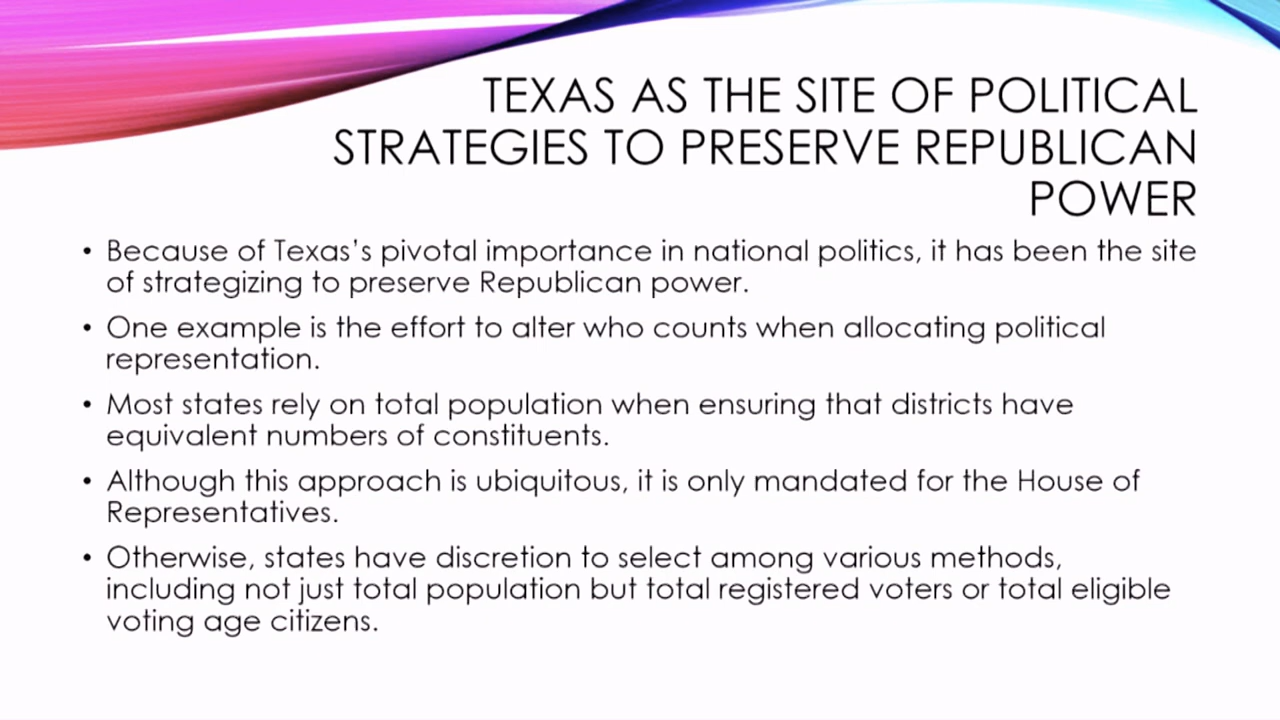 TEXAS AS THE SITE OF POLITICAL
STRATEGIES TO PRESERVE REPUBLICAN
POWER
• Because of Texas’s pivotal importance in national politics, it has been the site
of strategizing to preserve Republican power.
• One example is the effort to alter who counts when allocating political
representation.
• Most states rely on total population when ensuring that districts have
equivalent numbers of constituents.
• Although this approach is ubiquitous, it is only mandated for the House of
Representatives.
• Otherwise, states have discretion to select among various methods,
including not just total population but total registered voters or total eligible
voting age citizens.